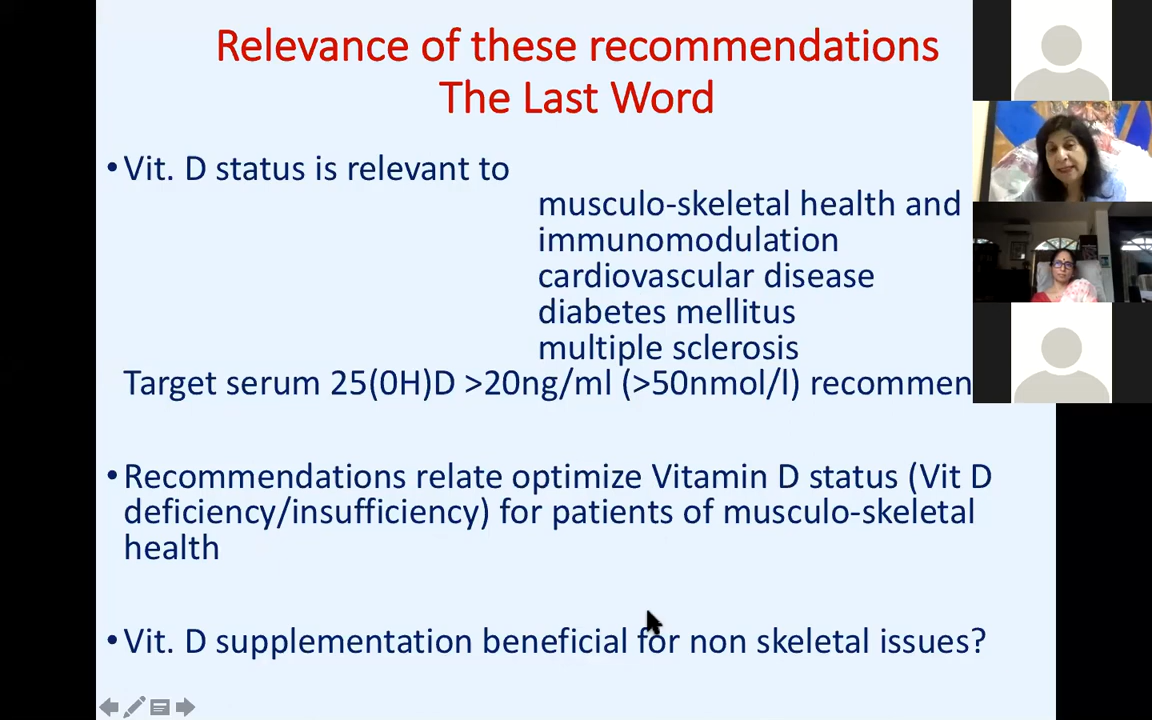 Relevance of these recommendations
The Last Word
•Vit. D status is relevant to
musculo-skeletal health and
immunomodulation
cardiovascular disease
diabetes mellitus
multiple sclerosis
Target serum 25(0H)D >20ng/ml (>50nmol/l) recommen
•Recommendations relate optimize Vitamin D status (Vit D
deficiency/insufficiency) for patients of musculo-skeletal
health
•Vit. D supplementation beneficial for non skeletal issues?